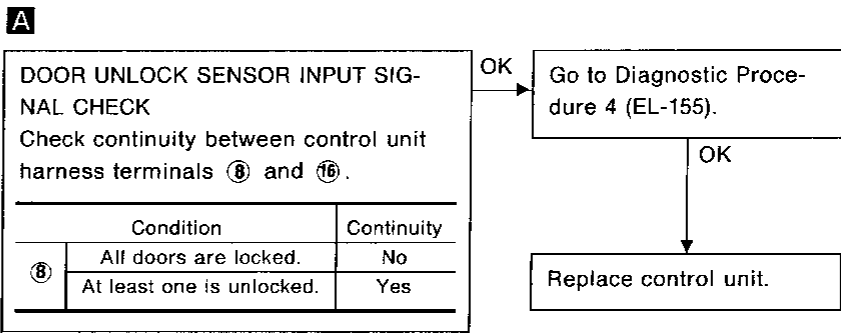 A
DOOR UNLOCK SENSOR INPUT SIG-
NAL CHECK
Check continuity between control unit
harness terminals ⑧ and ⑯.
Condition Continuity
⑧ All doors are locked. No
At least one is unlocked. Yes
OK
Go to Diagnostic Proce-
dure 4 (EL-155).
OK
Replace control unit.